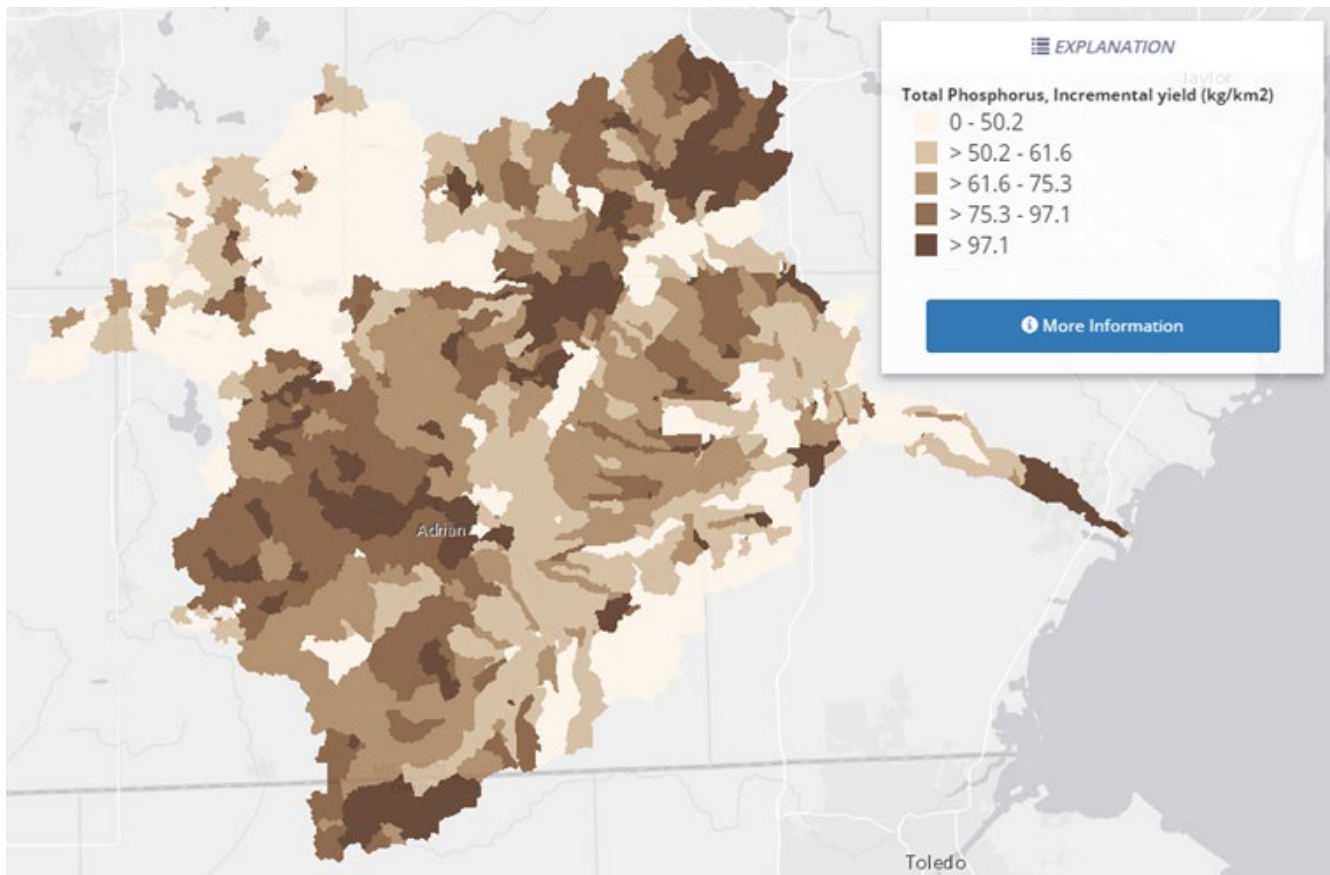 EXPLANATION
Taylor
Total Phosphorus, Incremental yield (kg/km2)
0 - 50.2
> 50.2 - 61.6
> 61.6 - 75.3
> 75.3 - 97.1
> 97.1
More Information
Adrian
Toledo